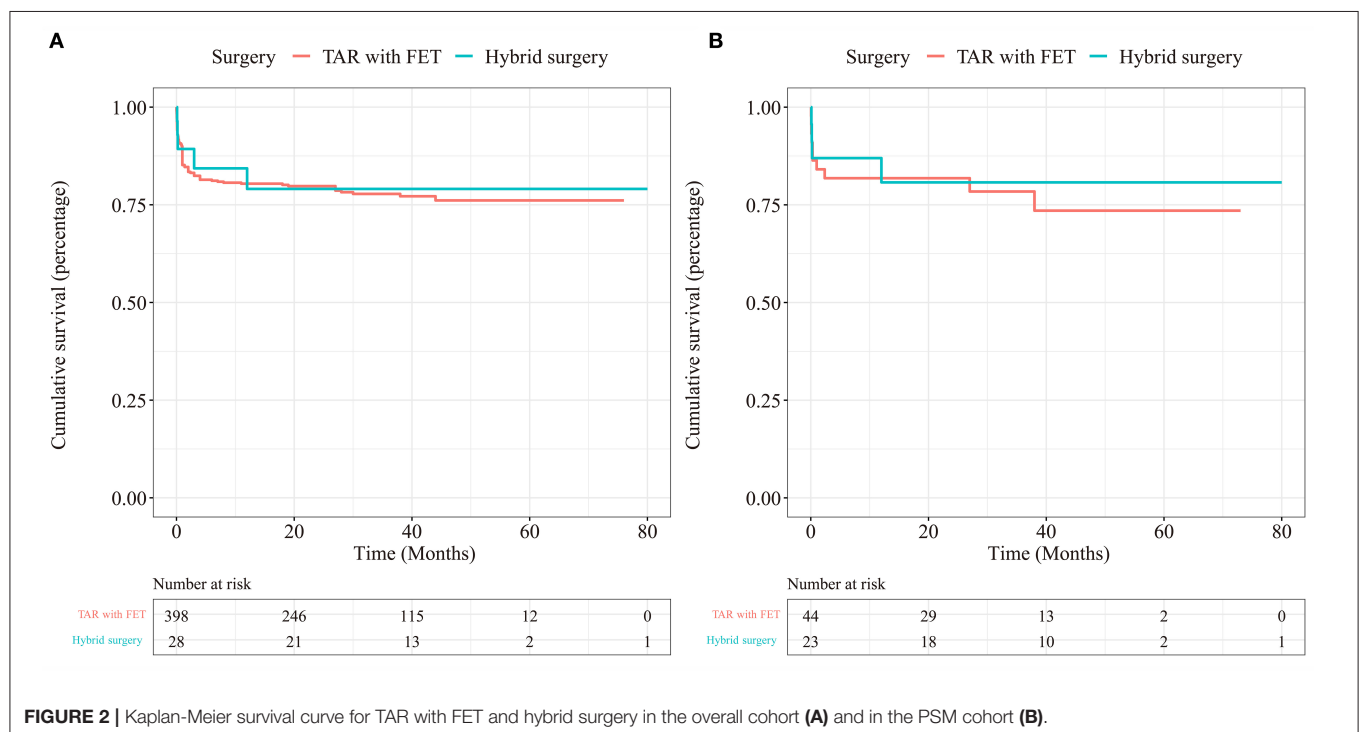 A
Surgery TAR with FET Hybrid surgery
Cumulative survival (percentage)
1.00
0.75
0.50
0.25
0.00
0 20 40 60 80
Time (Months)
Number at risk
TAR with FET 398 246 115 12 0
Hybrid surgery 28 21 13 2 1
B
Surgery TAR with FET Hybrid surgery
Cumulative survival (percentage)
1.00
0.75
0.50
0.25
0.00
0 20 40 60 80
Time (Months)
Number at risk
TAR with FET 44 29 13 2 0
Hybrid surgery 23 18 10 2 1
FIGURE 2 | Kaplan-Meier survival curve for TAR with FET and hybrid surgery in the overall cohort (A) and in the PSM cohort (B).